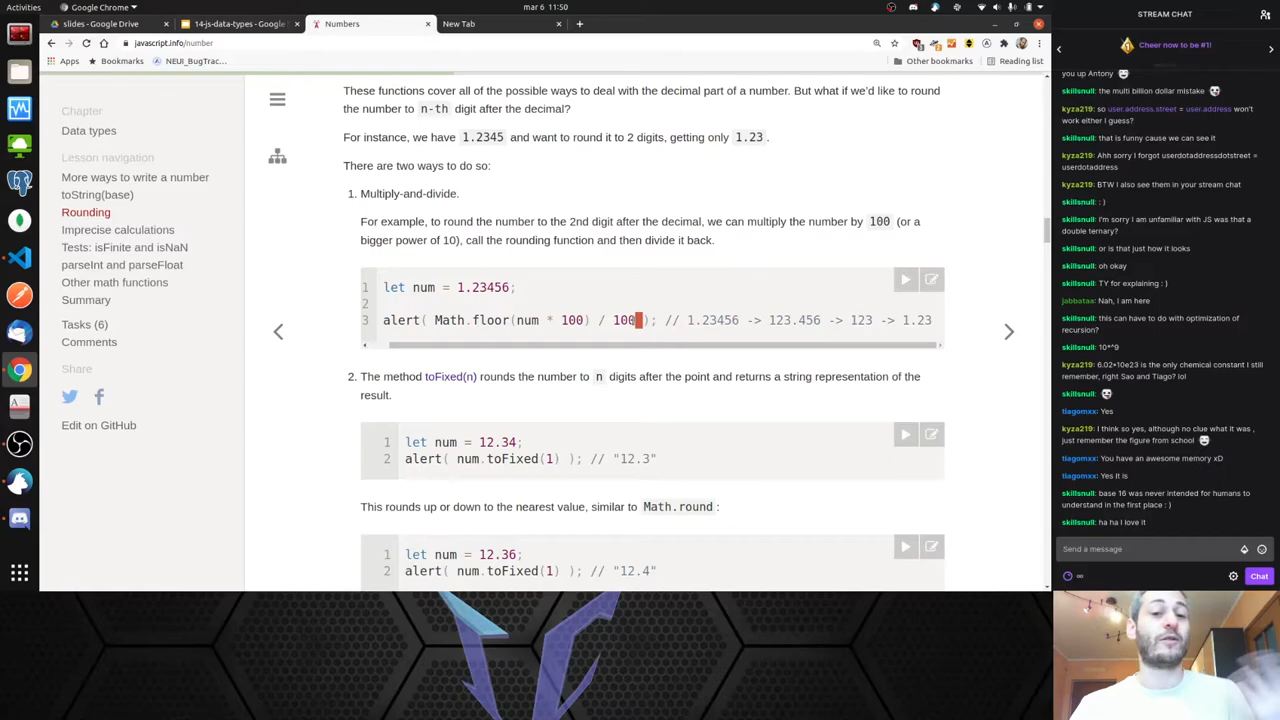 Activities
Google Chrome
mar 6 11:50
slides – Google Drive
14-js-data-types - Google
Numbers
New Tab
javascript.info/number
Apps
Bookmarks
NEUI_BugTrac...
Other bookmarks
Reading list
Chapter
Data types
Lesson navigation
More ways to write a number
toString(base)
Rounding
Imprecise calculations
Tests: isFinite and isNaN
parseInt and parseFloat
Other math functions
Summary
Tasks (6)
Comments
Share
Edit on GitHub
These functions cover all of the possible ways to deal with the decimal part of a number. But what if we'd like to round
the number to n-th digit after the decimal?
For instance, we have 1.2345 and want to round it to 2 digits, getting only 1.23.
There are two ways to do so:
1. Multiply-and-divide.
For example, to round the number to the 2nd digit after the decimal, we can multiply the number by 100 (or a
bigger power of 10), call the rounding function and then divide it back.
1 let num = 1.23456;
2
3 alert( Math.floor(num * 100) / 100 ); // 1.23456 -> 123.456 -> 123 -> 1.23
2. The method toFixed(n) rounds the number to n digits after the point and returns a string representation of the
result.
1 let num = 12.34;
2 alert( num.toFixed(1) ); // "12.3"
This rounds up or down to the nearest value, similar to Math.round:
1 let num = 12.36;
2 alert( num.toFixed(1) ); // "12.4"
STREAM CHAT
Cheer now to be #1!
you up Antony
skillsnull: the multi billion dollar mistake
kyza219: so user.address.street = user.address won't
work either I guess?
skillsnull: that is funny cause we can see it
kyza219: Ahh sorry I forgot userdotaddressdotstreet =
userdotaddress
kyza219: BTW I also see them in your stream chat
skillsnull: : )
skillsnull: I'm sorry I am unfamiliar with JS was that a
double ternary?
skillsnull: or is that just how it looks
skillsnull: oh okay
skillsnull: TY for explaining : )
jabbataa: Nah, I am here
skillsnull: this can have to do with optimization of
recursion?
skillsnull: 10*^9
kyza219: 6.02*10e23 is the only chemical constant I still
remember, right Sao and Tiago? lol
skillsnull:
tiagomxx: Yes
kyza219: I think so yes, although no clue what it was ,
just remember the figure from school
tiagomxx: You have an awesome memory xD
tiagomxx: Yes it is
skillsnull: base 16 was never intended for humans to
understand in the first place : )
skillsnull: ha ha I love it
Send a message
∞
Chat